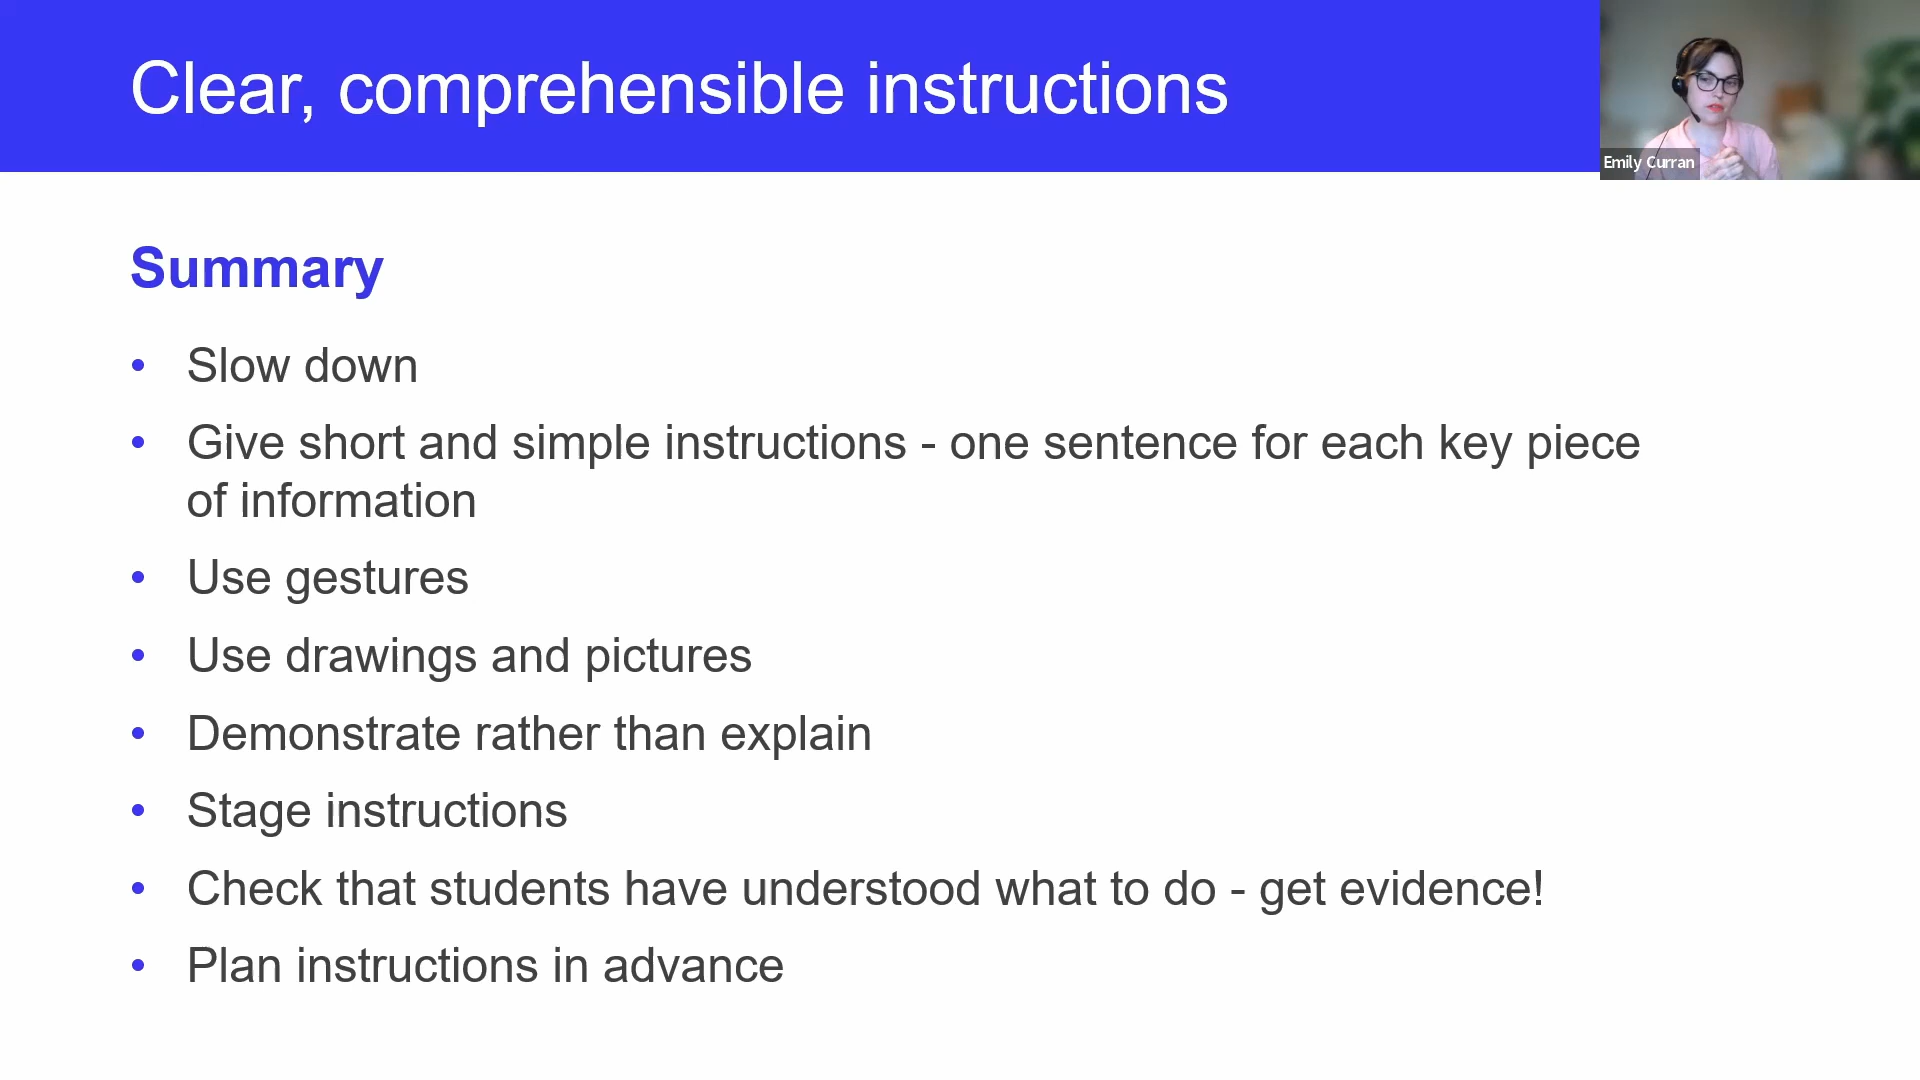 Clear, comprehensible instructions
Emily Curran
Summary
• Slow down
• Give short and simple instructions - one sentence for each key piece
of information
• Use gestures
• Use drawings and pictures
• Demonstrate rather than explain
• Stage instructions
• Check that students have understood what to do - get evidence!
• Plan instructions in advance